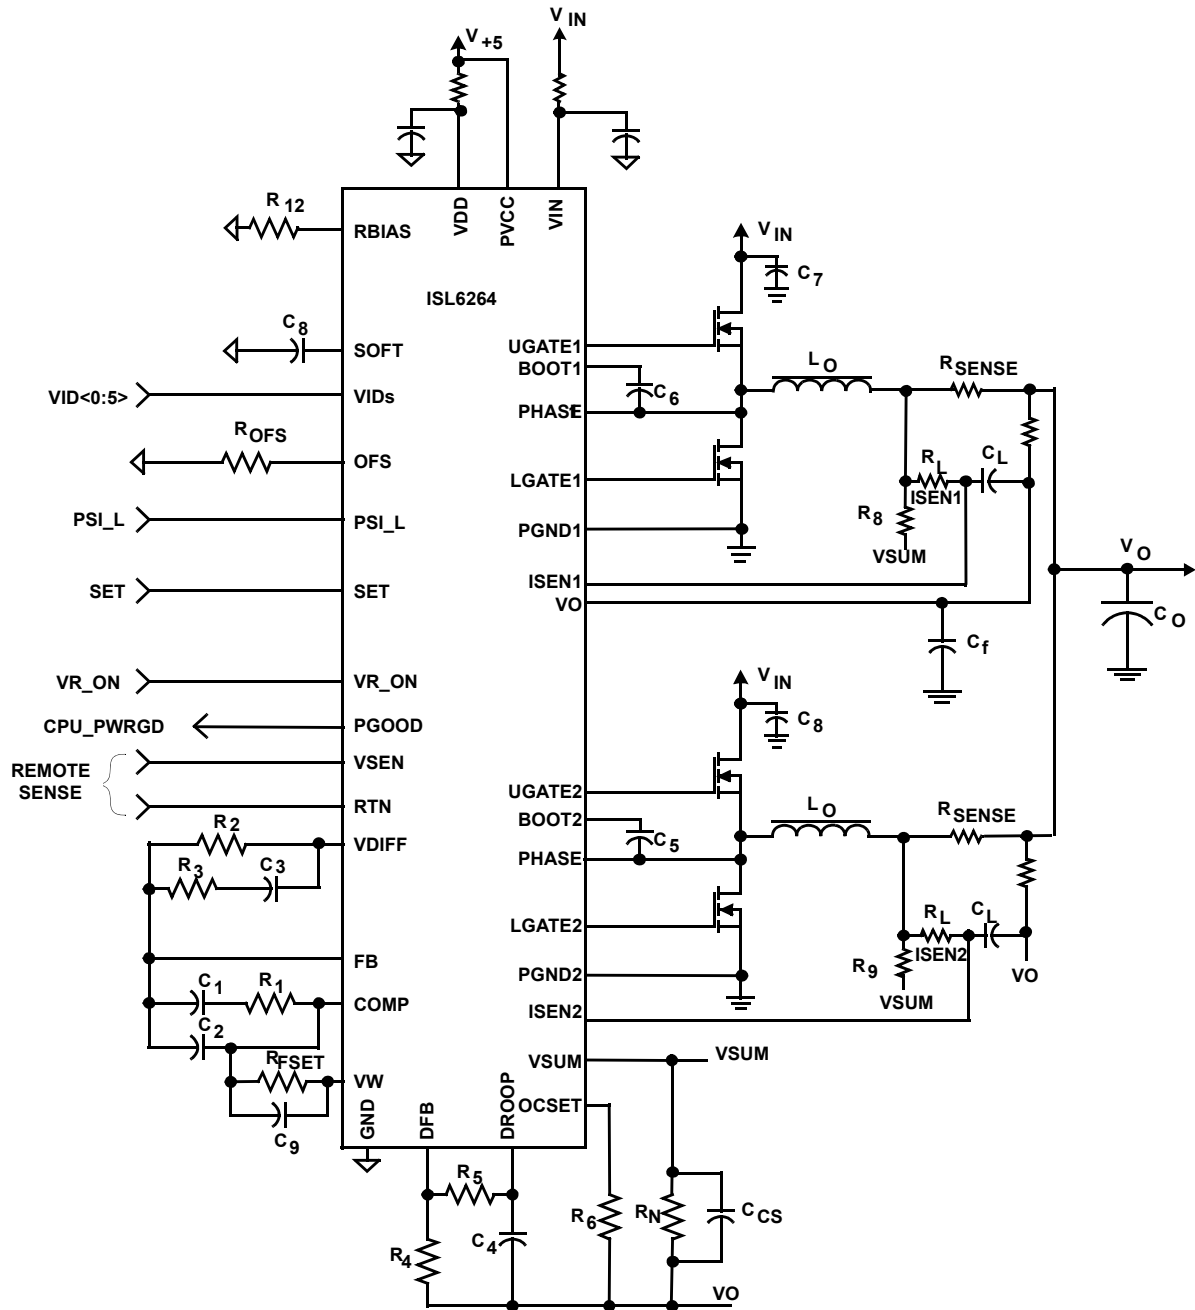 V+5
VIN
R12
RBIAS
VDD
PVCC
VIN
ISL6264
C8
SOFT
VID<0:5>
VIDs
ROFS
OFS
PSI_L
PSI_L
SET
SET
VR_ON
VR_ON
CPU_PWRGD
PGOOD
REMOTE
SENSE
VSEN
RTN
R2
VDIFF
R3
C3
FB
C1
R1
COMP
C2
RFSET
VW
C9
GND
DFB
DROOP
R5
R4
C4
VIN
C7
UGATE1
BOOT1
C6
PHASE1
LO
RSENSE
LGATE1
RL
CL
ISEN1
R8
VSUM
PGND1
ISEN1
VO
Cf
VO
CO
VIN
C8
UGATE2
BOOT2
C5
PHASE
LO
RSENSE
LGATE2
RL
CL
ISEN2
R9
VSUM
VO
PGND2
ISEN2
VSUM
VSUM
OCSET
R6
RN
CCS
VO